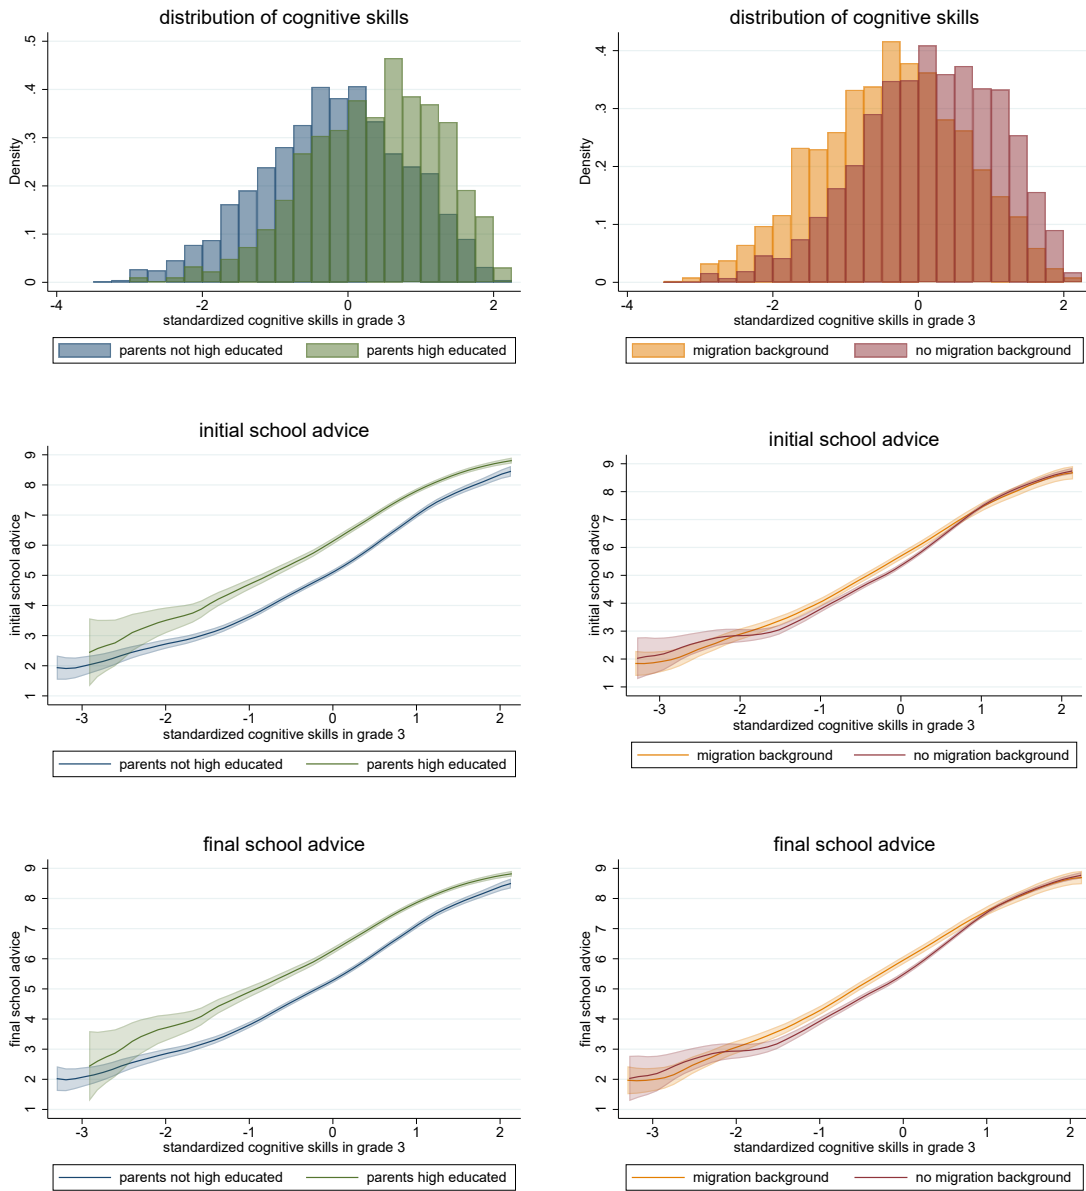 distribution of cognitive skills
Density
.5
.4
.3
.2
.1
0
-4
-2
0
2
standardized cognitive skills in grade 3
parents not high educated
parents high educated
distribution of cognitive skills
Density
.4
.3
.2
.1
0
-4
-2
0
2
standardized cognitive skills in grade 3
migration background
no migration background
initial school advice
initial school advice
9
8
7
6
5
4
3
2
1
-3
-2
-1
0
1
2
standardized cognitive skills in grade 3
parents not high educated
parents high educated
initial school advice
initial school advice
9
8
7
6
5
4
3
2
1
-3
-2
-1
0
1
2
standardized cognitive skills in grade 3
migration background
no migration background
final school advice
final school advice
9
8
7
6
5
4
3
2
1
-3
-2
-1
0
1
2
standardized cognitive skills in grade 3
parents not high educated
parents high educated
final school advice
final school advice
9
8
7
6
5
4
3
2
1
-3
-2
-1
0
1
2
standardized cognitive skills in grade 3
migration background
no migration background